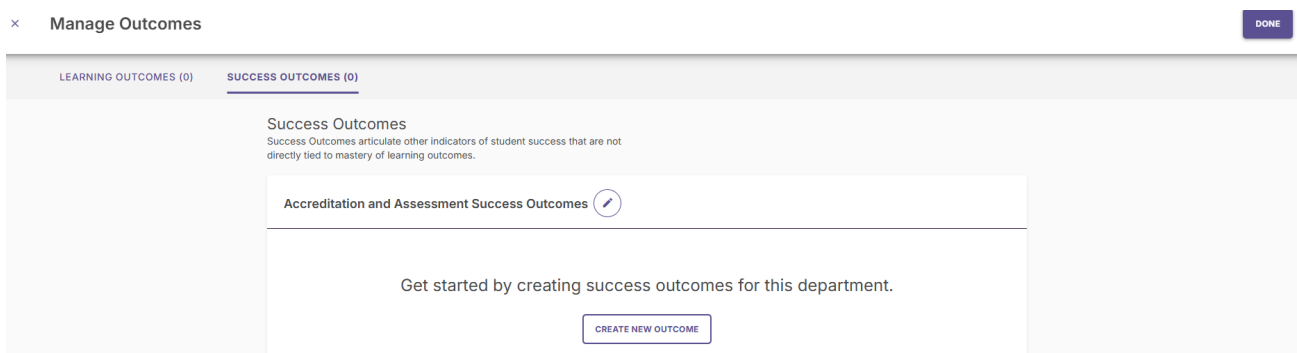 × Manage Outcomes DONE
LEARNING OUTCOMES (0) SUCCESS OUTCOMES (0)
Success Outcomes
Success Outcomes articulate other indicators of student success that are not
directly tied to mastery of learning outcomes.
Accreditation and Assessment Success Outcomes
Get started by creating success outcomes for this department.
CREATE NEW OUTCOME